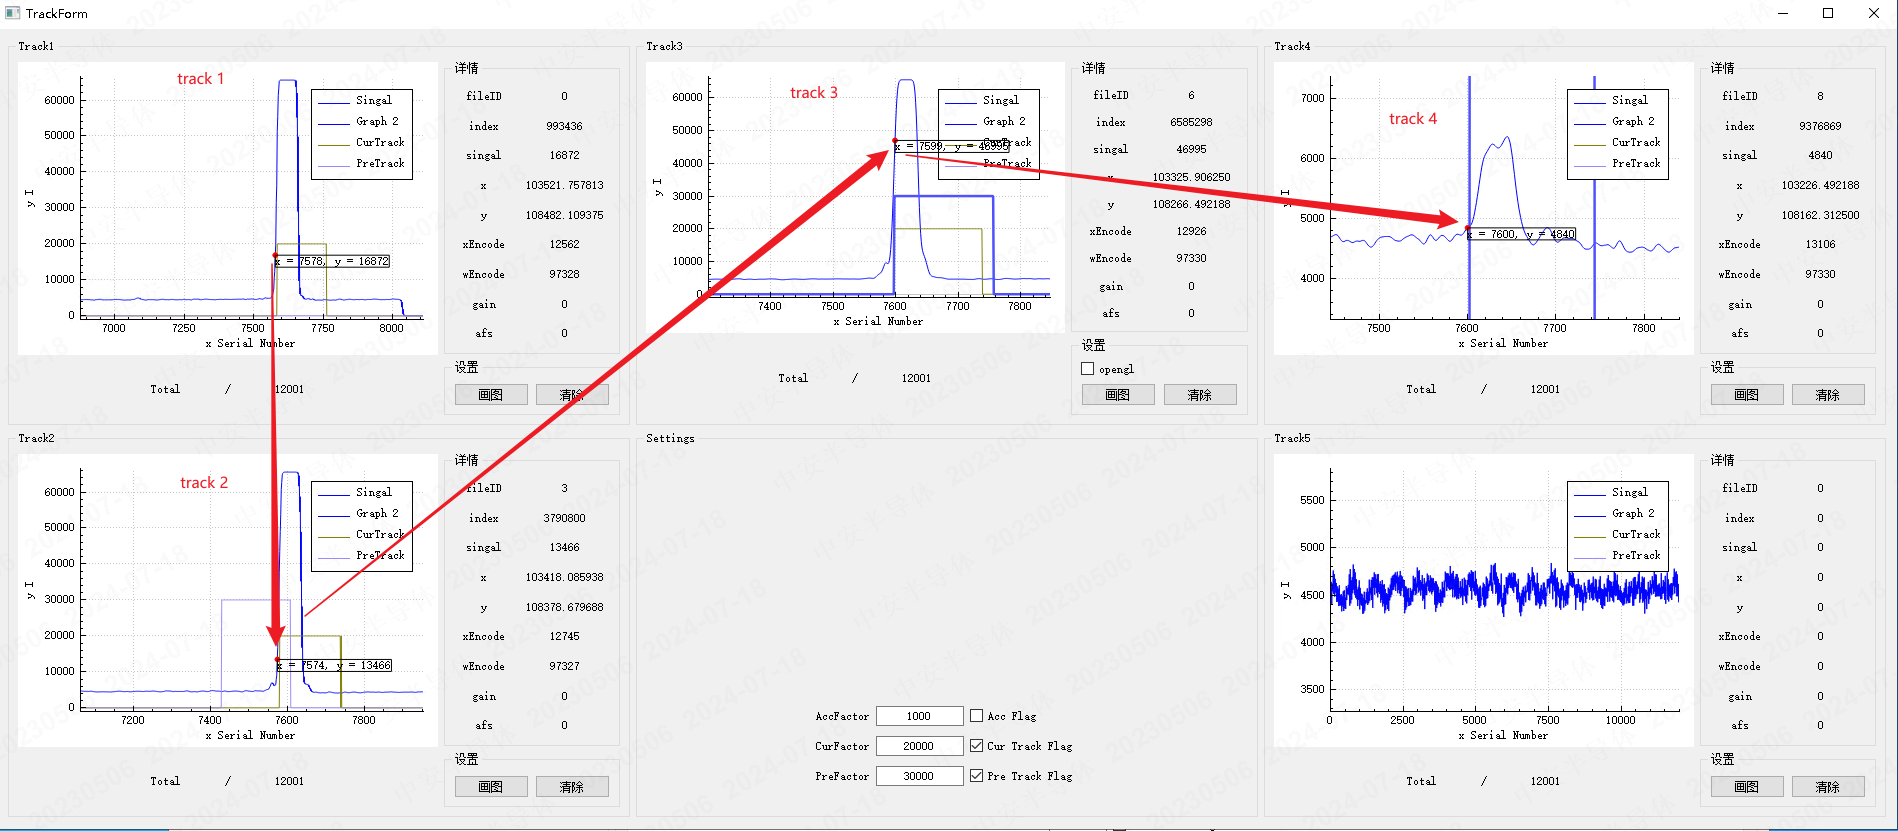 TrackForm
Track1
track 1
60000
50000
40000
30000
20000
10000
0
y I
7000
7250
7500
7750
8000
x Serial Number
Singal
Graph 2
CurTrack
PreTrack
x = 7578, y = 16872
Total / 12001
详情
fileID 0
index 993436
singal 16872
x 103521.757813
y 108482.109375
xEncode 12562
wEncode 97328
gain 0
afs 0
设置
画图 清除
Track3
track 3
60000
50000
40000
30000
20000
10000
0
y I
7400
7500
7600
7700
7800
x Serial Number
Singal
Graph 2
CurTrack
PreTrack
x = 7599, y = 46995
Total / 12001
详情
fileID 6
index 6585298
singal 46995
x 103325.906250
y 108266.492188
xEncode 12926
wEncode 97330
gain 0
afs 0
设置
opengl
画图 清除
Track4
track 4
7000
6000
5000
4000
7500
7600
7700
7800
x Serial Number
Singal
Graph 2
CurTrack
PreTrack
x = 7600, y = 4840
Total / 12001
详情
fileID 8
index 9376869
singal 4840
x 103226.492188
y 108162.312500
xEncode 13106
wEncode 97330
gain 0
afs 0
设置
画图 清除
Track2
track 2
60000
50000
40000
30000
20000
10000
0
y I
7200
7400
7600
7800
x Serial Number
Singal
Graph 2
CurTrack
PreTrack
x = 7574, y = 13466
Total / 12001
详情
fileID 3
index 3790800
singal 13466
x 103418.085938
y 108378.679688
xEncode 12745
wEncode 97327
gain 0
afs 0
设置
画图 清除
Settings
AccFactor 1000 Acc Flag
CurFactor 20000 Cur Track Flag
PreFactor 30000 Pre Track Flag
Track5
5500
5000
4500
4000
3500
y I
0
2500
5000
7500
10000
x Serial Number
Singal
Graph 2
CurTrack
PreTrack
Total / 12001
详情
fileID 0
index 0
singal 0
x 0
y 0
xEncode 0
wEncode 0
gain 0
afs 0
设置
画图 清除